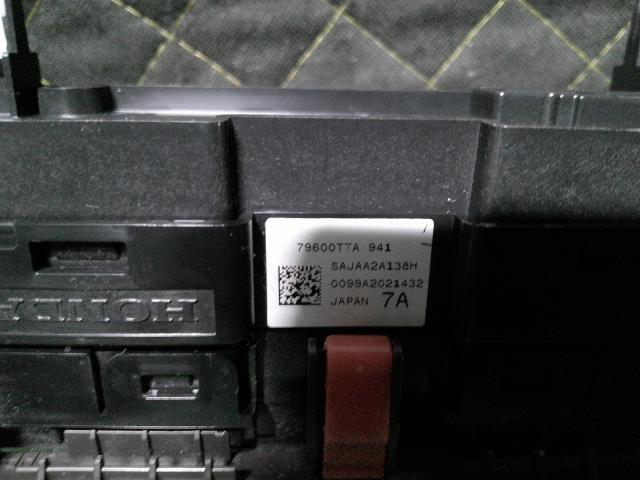 79600TTA 941
SAJAA2A138H
0099A2021432
JAPAN 7A
HONDA